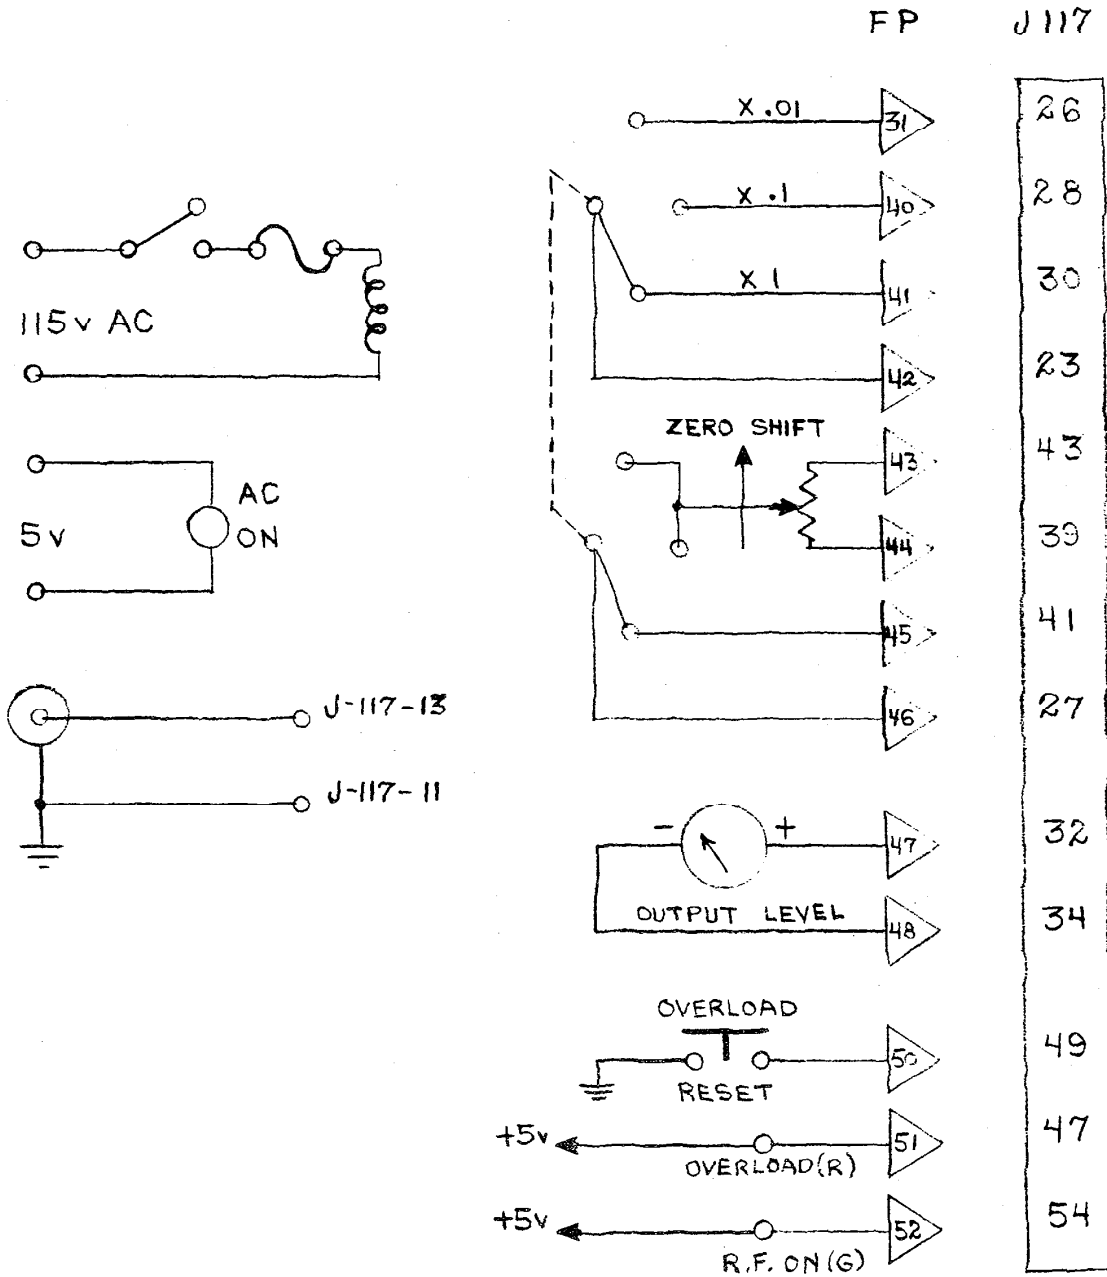 FP J117
X .01 31 26
X .1 40 28
X 1 41 30
115v AC
42 23
ZERO SHIFT
43 43
AC
5v ON
44 39
45 41
J-117-13
46 27
J-117-11
- + 47 32
OUTPUT LEVEL 48 34
OVERLOAD
50 49
RESET
+5v 51 47
OVERLOAD(R)
+5v 52 54
R.F. ON(G)